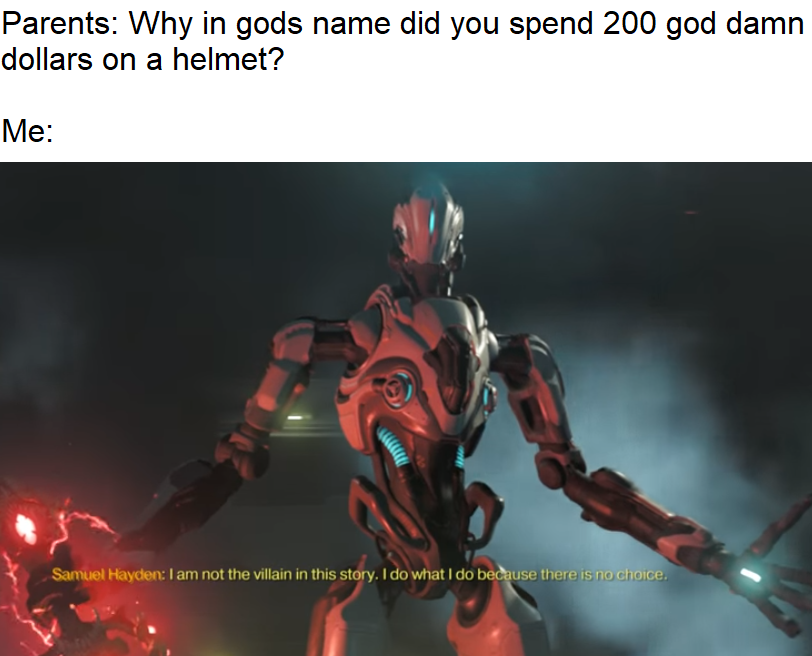 Parents: Why in gods name did you spend 200 god damn
dollars on a helmet?
Me:
Samuel Hayden: I am not the villain in this story. I do what I do because there is no choice.